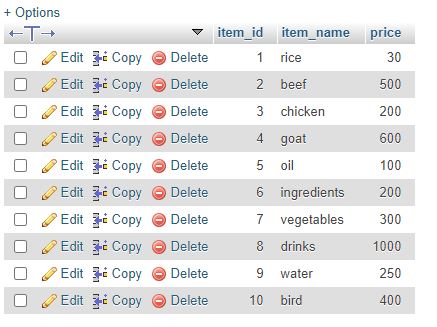 + Options
←T→ item_id item_name price
Edit Copy Delete 1 rice 30
Edit Copy Delete 2 beef 500
Edit Copy Delete 3 chicken 200
Edit Copy Delete 4 goat 600
Edit Copy Delete 5 oil 100
Edit Copy Delete 6 ingredients 200
Edit Copy Delete 7 vegetables 300
Edit Copy Delete 8 drinks 1000
Edit Copy Delete 9 water 250
Edit Copy Delete 10 bird 400